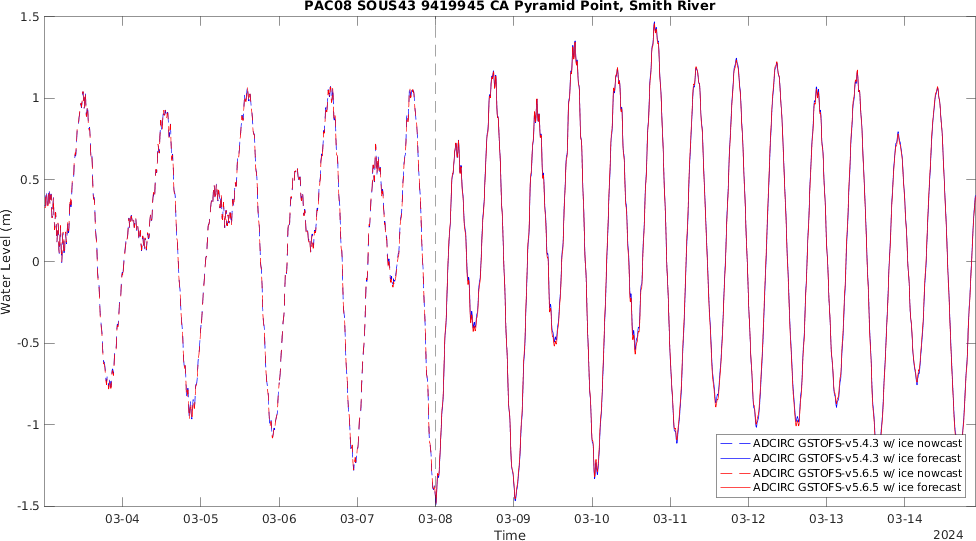 PAC08 SOUS43 9419945 CA Pyramid Point, Smith River
1.5
1
0.5
0
-0.5
-1
-1.5
Water Level (m)
03-04 03-05 03-06 03-07 03-08 03-09 03-10 03-11 03-12 03-13 03-14
Time
2024
ADCIRC GSTOFS-v5.4.3 w/ ice nowcast
ADCIRC GSTOFS-v5.4.3 w/ ice forecast
ADCIRC GSTOFS-v5.6.5 w/ ice nowcast
ADCIRC GSTOFS-v5.6.5 w/ ice forecast